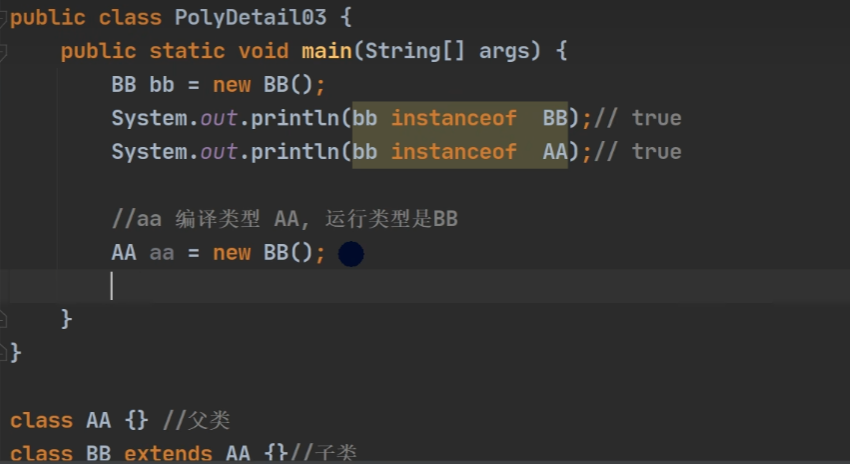 public class PolyDetail03 {
public static void main(String[] args) {
BB bb = new BB();
System.out.println(bb instanceof  BB);// true
System.out.println(bb instanceof  AA);// true
//aa 编译类型 AA, 运行类型是BB
AA aa = new BB();
}
}
class AA {} //父类
class BB extends AA {}//子类